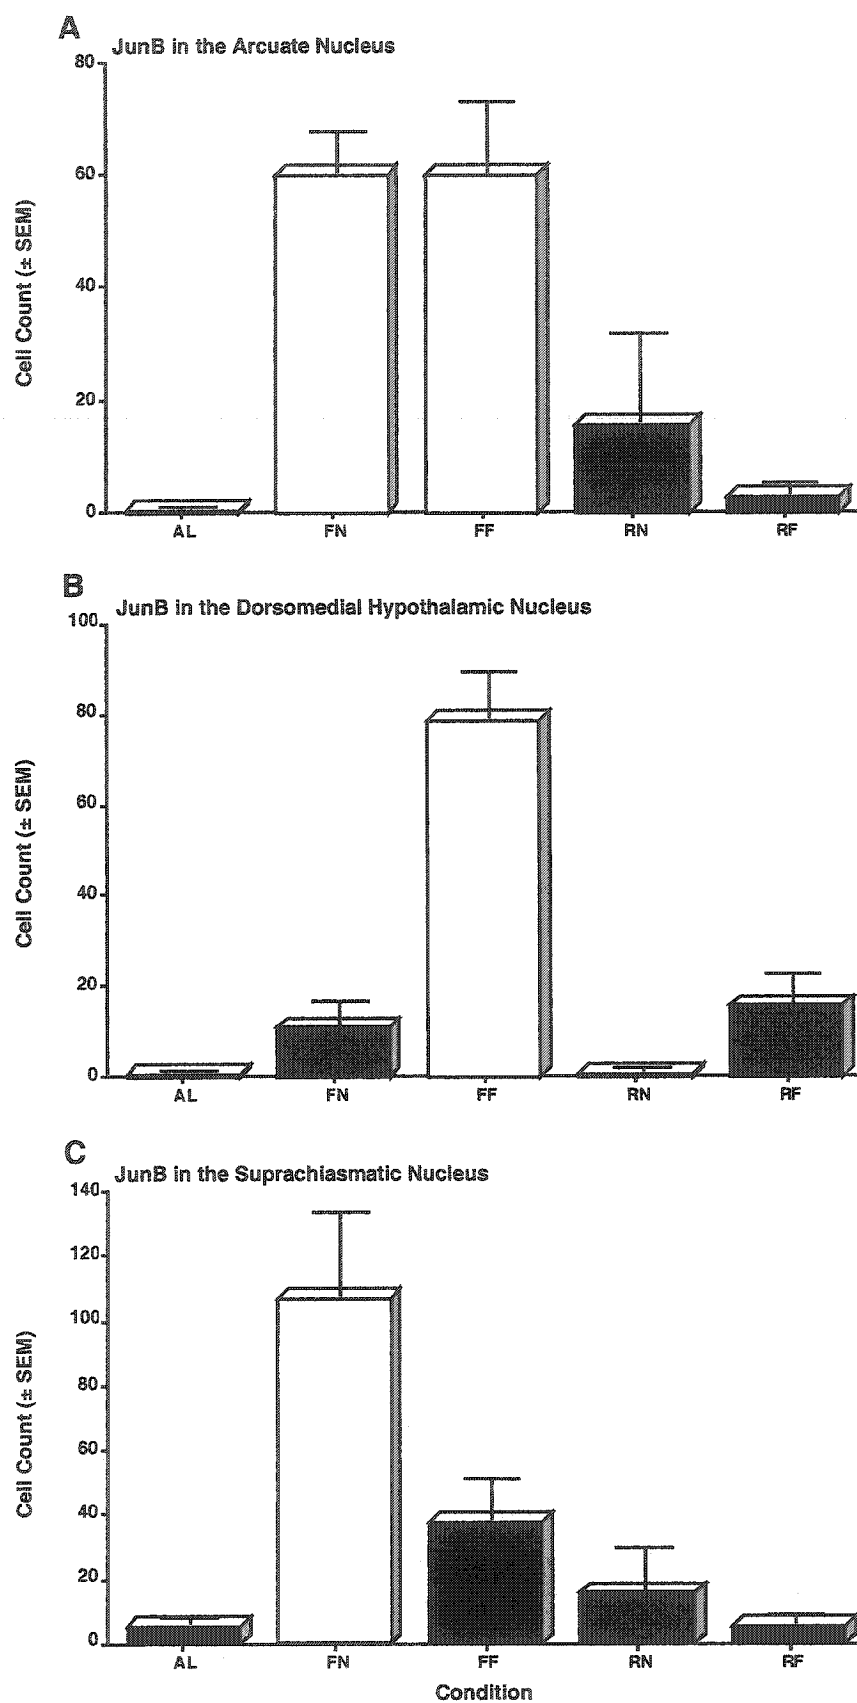 A
JunB in the Arcuate Nucleus
80
60
40
20
0
Cell Count (± SEM)
AL FN FF RN RF
B
JunB in the Dorsomedial Hypothalamic Nucleus
100
80
60
40
20
0
Cell Count (± SEM)
AL FN FF RN RF
C
JunB in the Suprachiasmatic Nucleus
140
120
100
80
60
40
20
0
Cell Count (± SEM)
AL FN FF RN RF
Condition